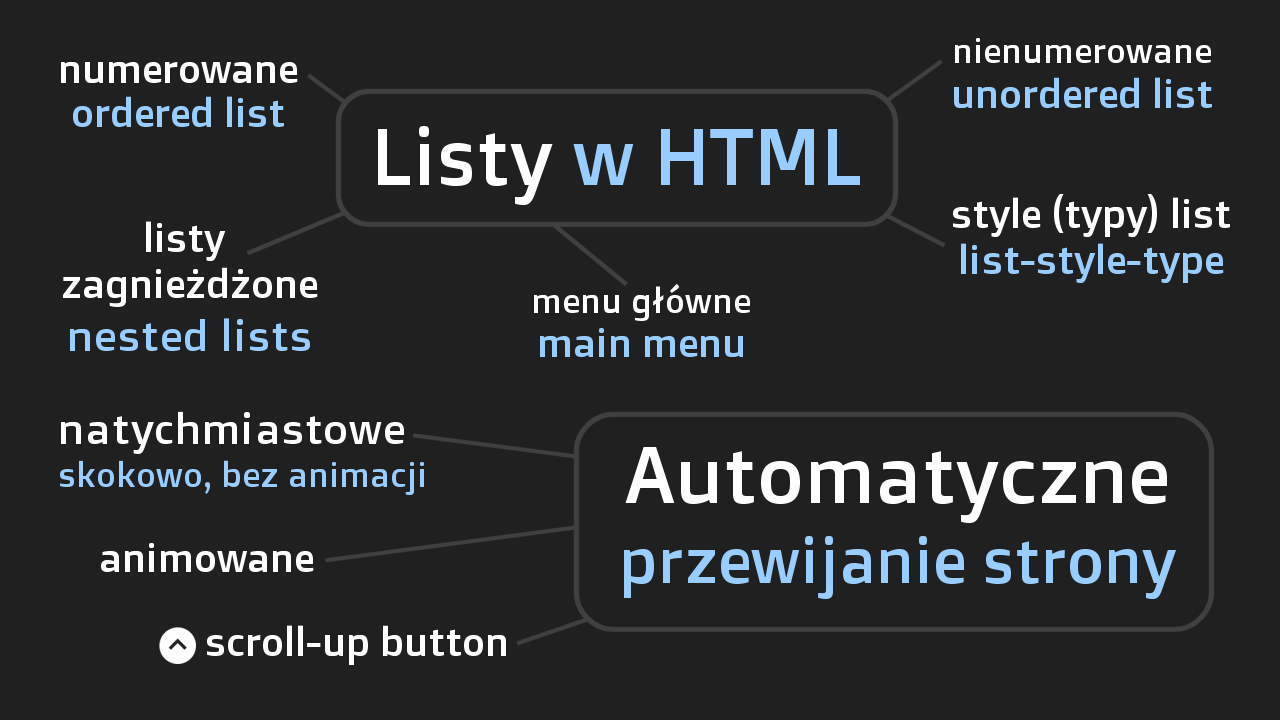 numerowane
ordered list
Listy w HTML
nienumerowane
unordered list
listy
zagnieżdżone
nested lists
menu główne
main menu
style (typy) list
list-style-type
natychmiastowe
skokowo, bez animacji
animowane
scroll-up button
Automatyczne
przewijanie strony